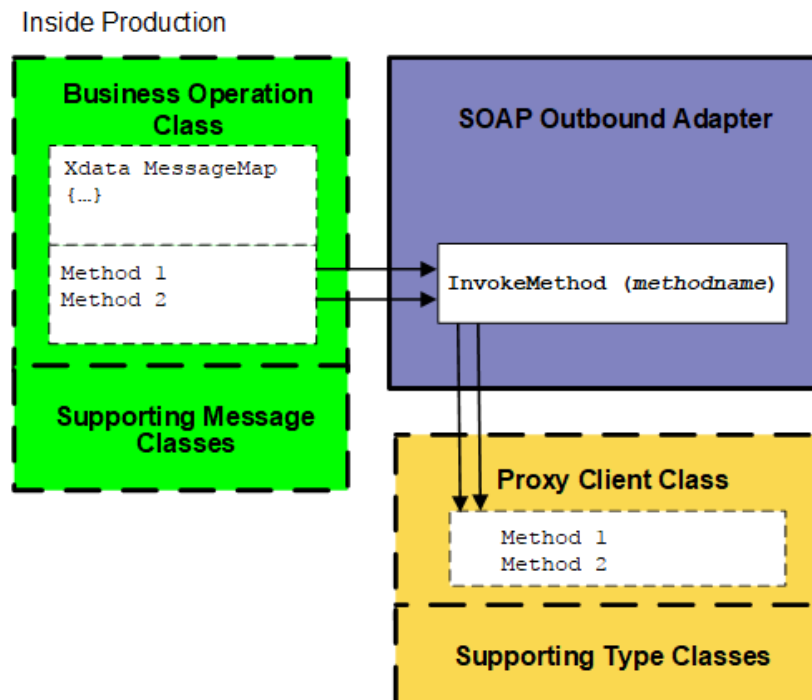 Inside Production
Business Operation
Class
Xdata MessageMap
{...}
Method 1
Method 2
Supporting Message
Classes
SOAP Outbound Adapter
InvokeMethod (methodname)
Proxy Client Class
Method 1
Method 2
Supporting Type Classes